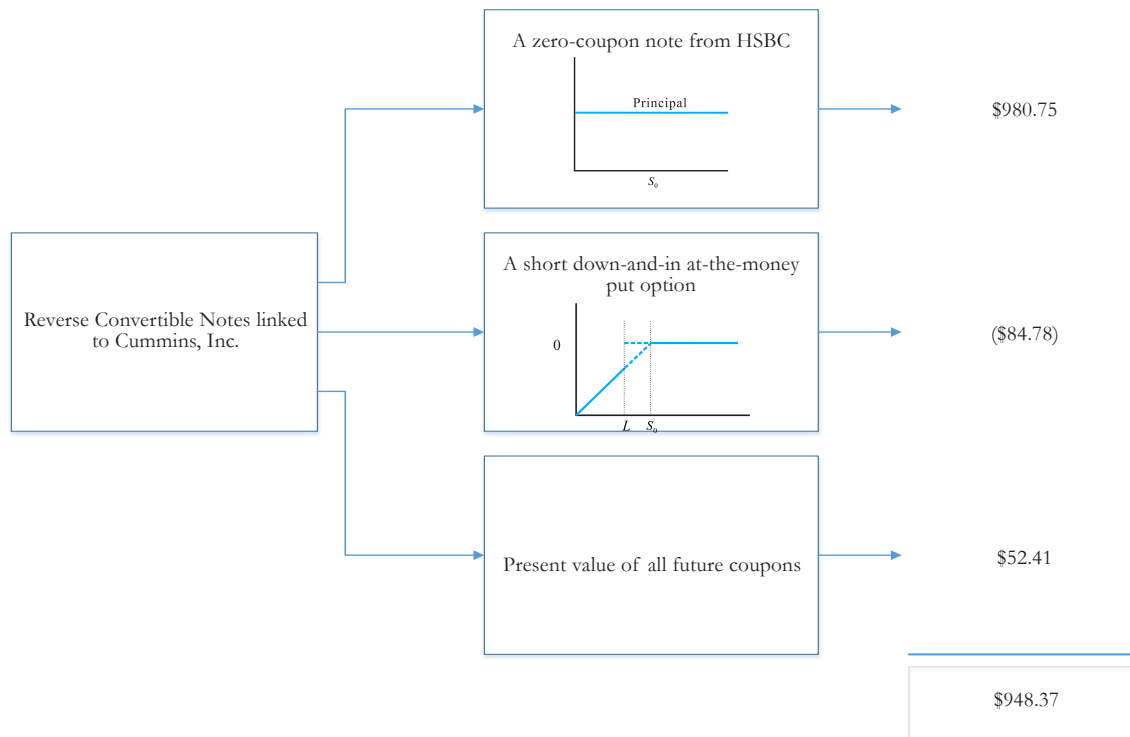 A zero-coupon note from HSBC
Principal
S₀
$980.75
Reverse Convertible Notes linked
to Cummins, Inc.
A short down-and-in at-the-money
put option
0
L S₀
($84.78)
Present value of all future coupons
$52.41
$948.37